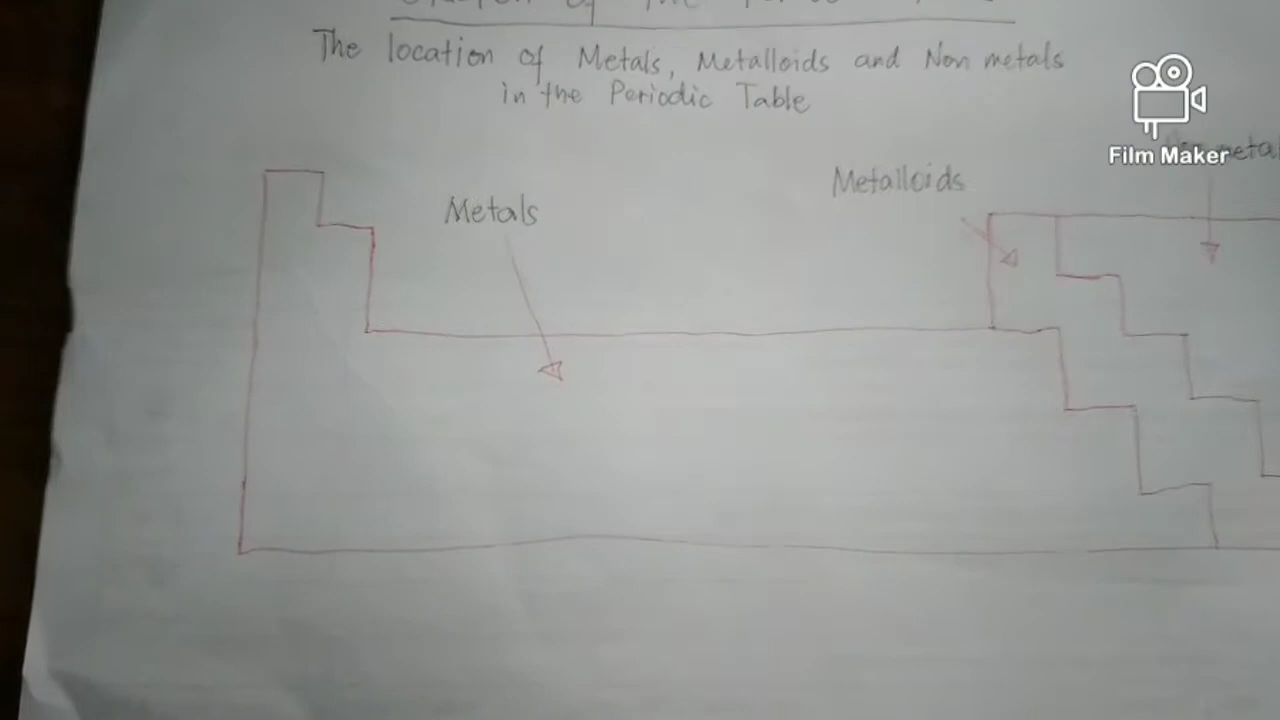 The location of Metals, Metalloids and Non metals
in the Periodic Table
Film Maker
Metalloids
Metals